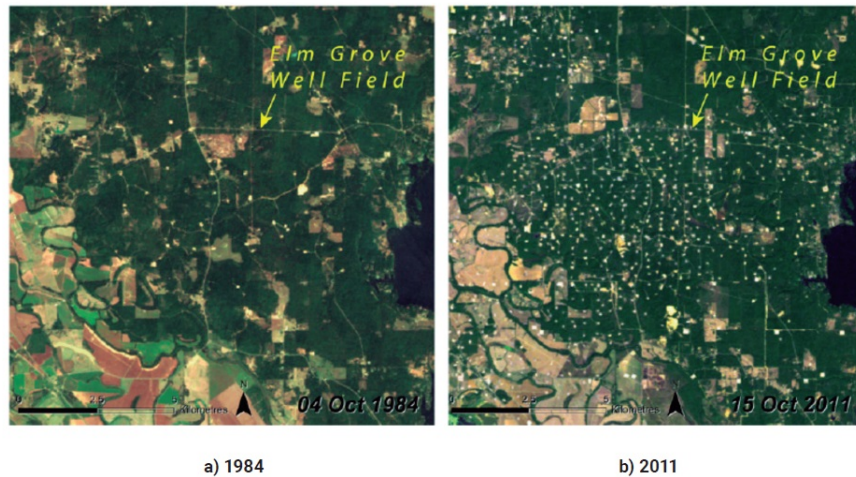 Elm Grove
Well Field
Elm Grove
Well Field
0 2.5 5
Kilometres
N
04 Oct 1984
0 2.5 5
Kilometres
N
15 Oct 2011
a) 1984
b) 2011